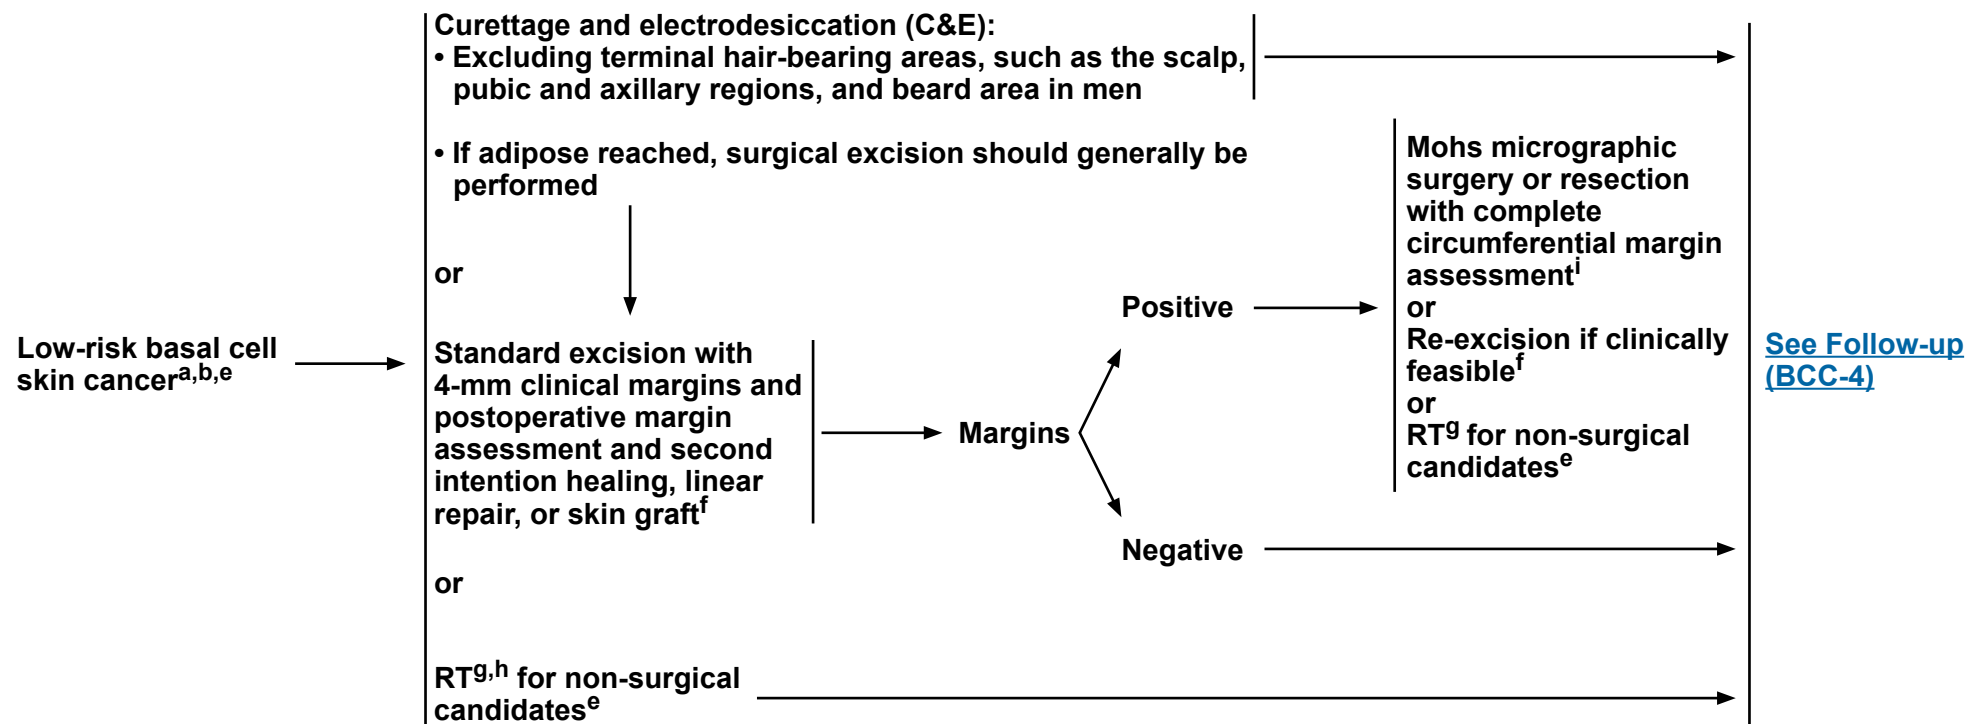 Low-risk basal cell
skin cancera,b,e
Curettage and electrodesiccation (C&E):
• Excluding terminal hair-bearing areas, such as the scalp,
pubic and axillary regions, and beard area in men
• If adipose reached, surgical excision should generally be
performed
or
Standard excision with
4-mm clinical margins and
postoperative margin
assessment and second
intention healing, linear
repair, or skin graftf
or
RTg,h for non-surgical
candidatese
Margins
Positive
Negative
Mohs micrographic
surgery or resection
with complete
circumferential margin
assessmenti
or
Re-excision if clinically
feasiblef
or
RTg for non-surgical
candidatese
See Follow-up
(BCC-4)